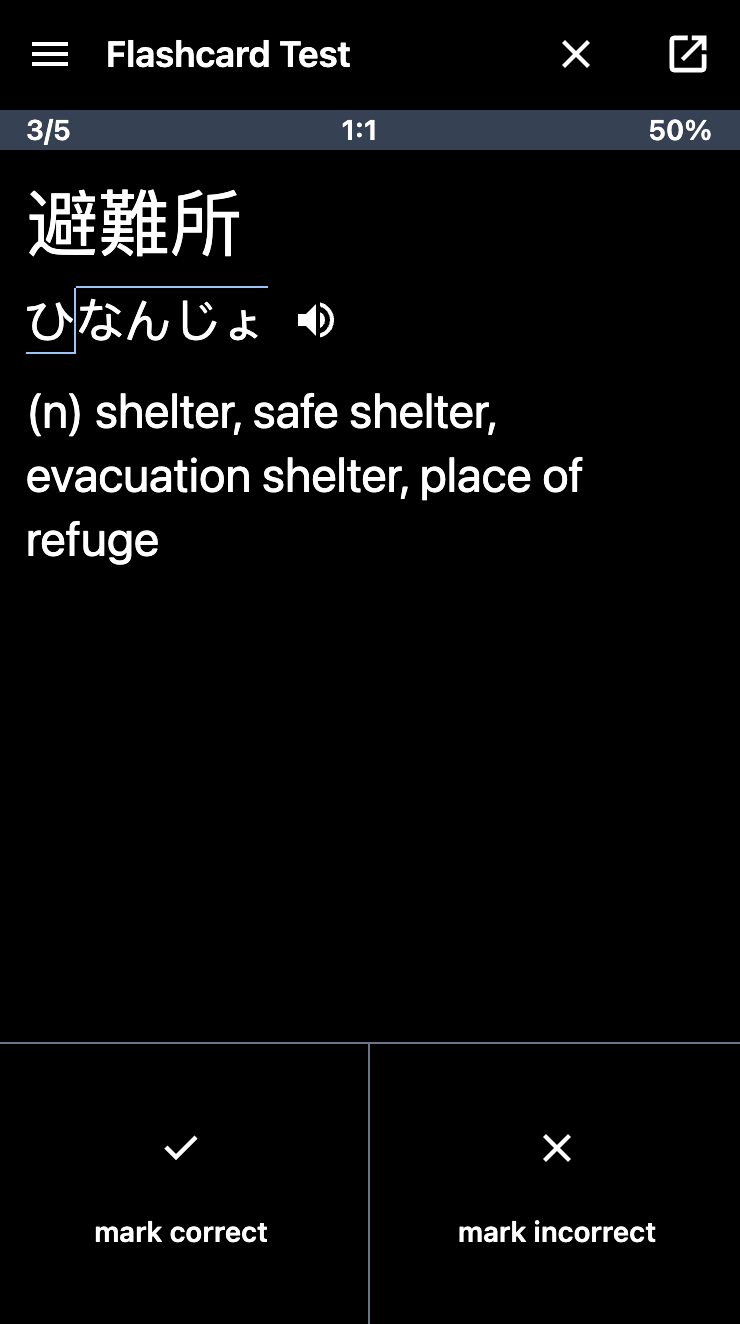 Flashcard Test
3/5 1:1 50%
避難所
ひなんじょ
(n) shelter, safe shelter,
evacuation shelter, place of
refuge
mark correct
mark incorrect